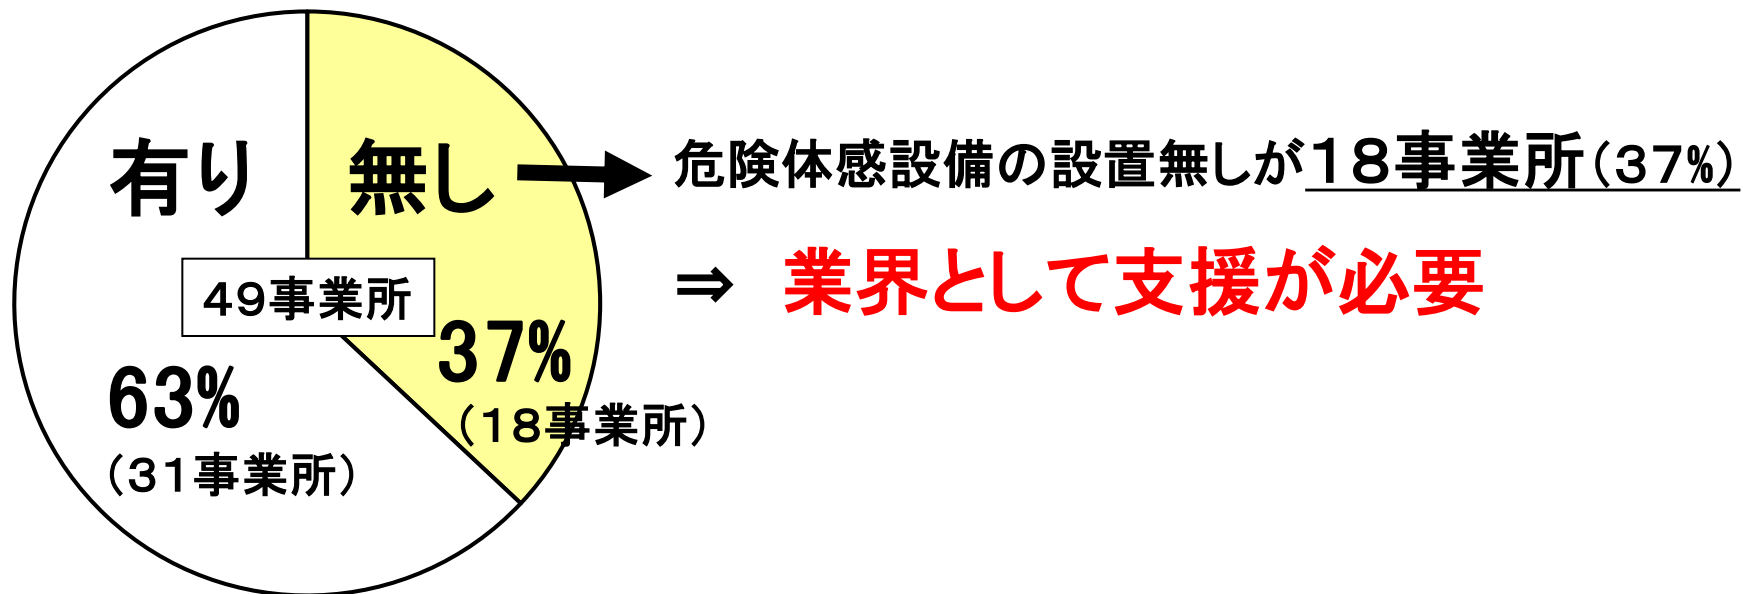 有り
無し
49事業所
63%
（31事業所）
37%
（18事業所）
危険体感設備の設置無しが18事業所（37%）
⇒ 業界として支援が必要